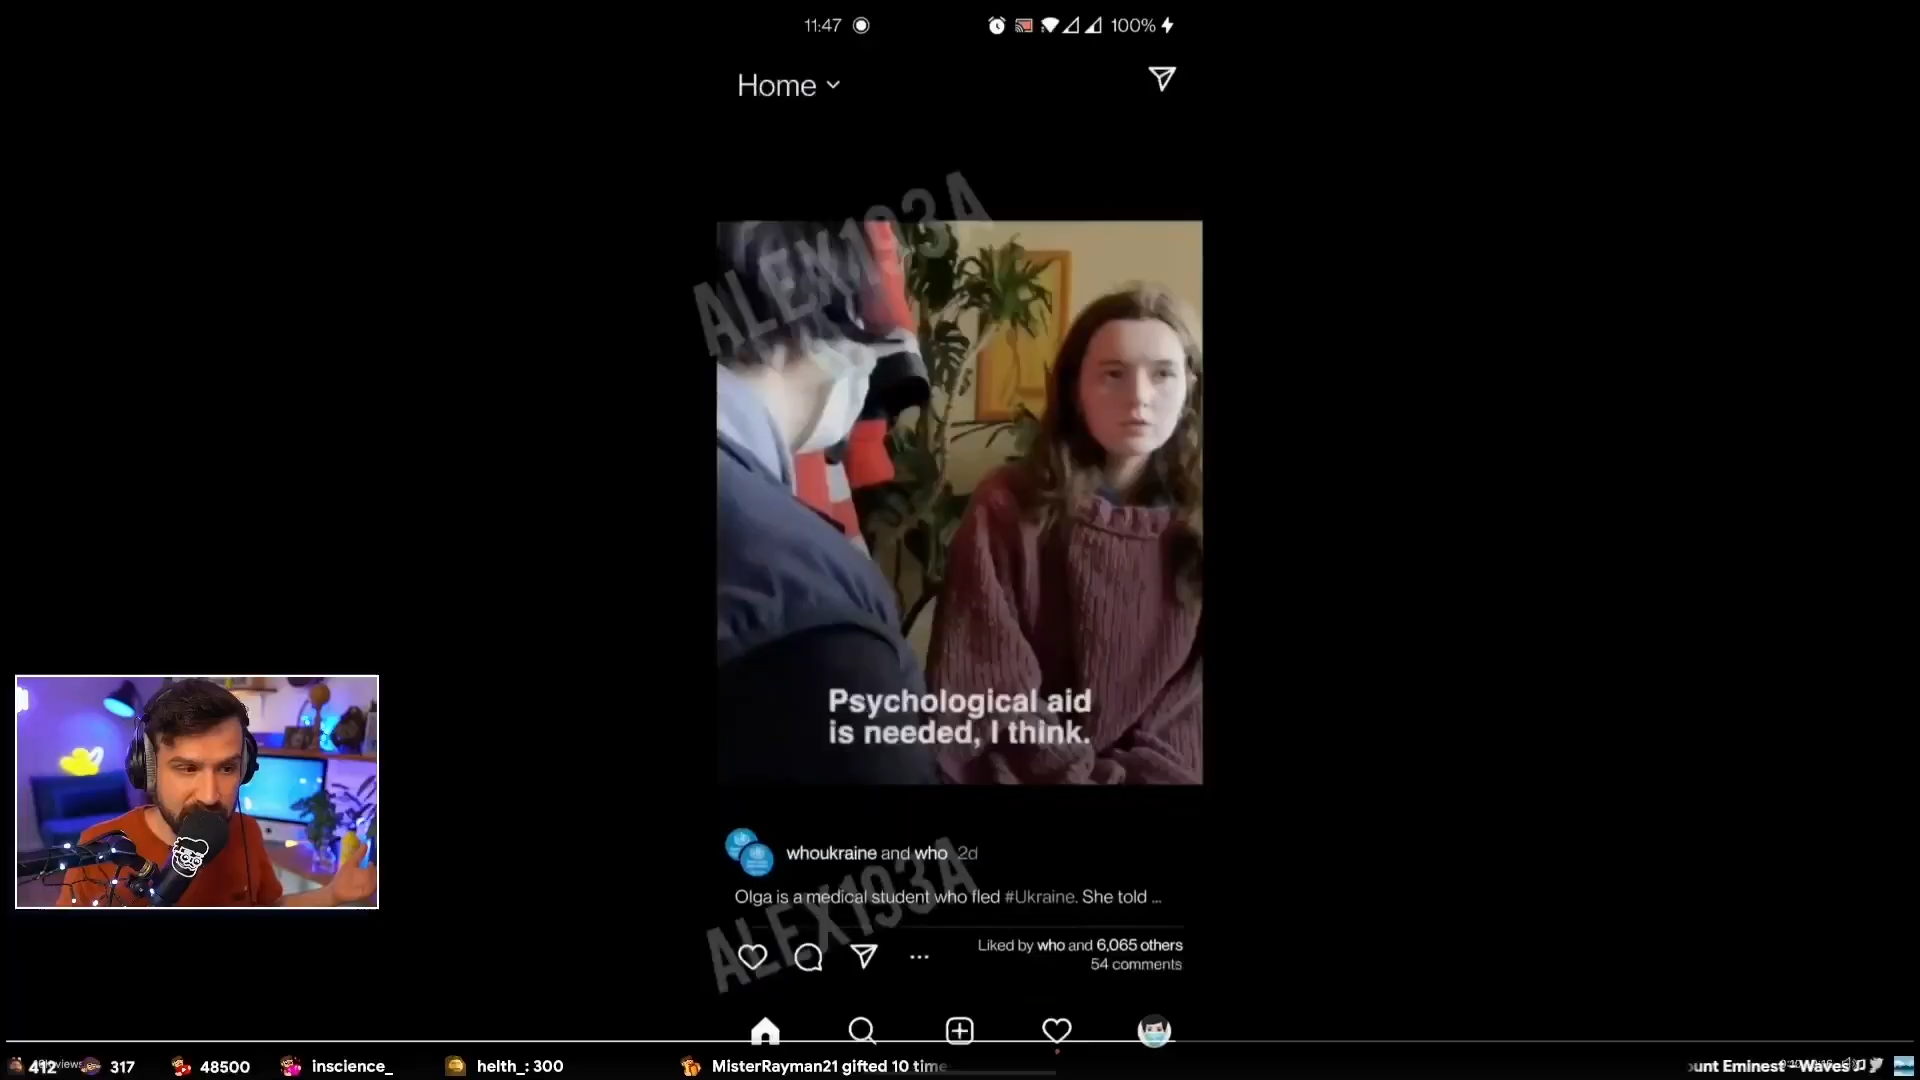 11:47
100%
Home
ALEX193A
Psychological aid
is needed, I think.
whoukraine and who 2d
Olga is a medical student who fled #Ukraine. She told ...
ALEX193A
Liked by who and 6,065 others
54 comments
412
317
48500
inscience_
helth_: 300
MisterRayman21 gifted 10 time
ount Eminest - Waves